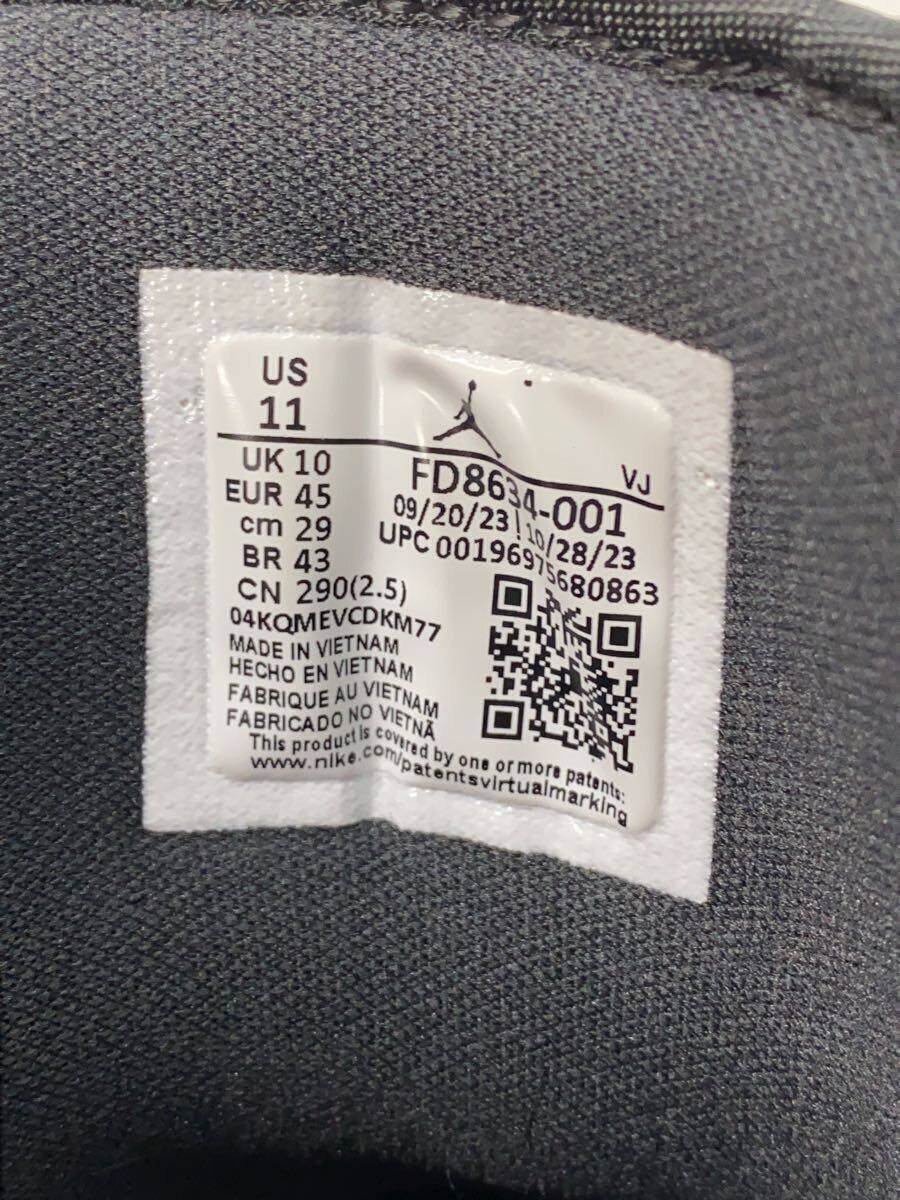 US
11
VJ
UK 10
EUR 45
cm 29
BR 43
CN 290(2.5)
FD8634-001
09/20/23 | 10/28/23
UPC 00196975680863
04KQMEVCDKM77
MADE IN VIETNAM
HECHO EN VIETNAM
FABRIQUE AU VIETNAM
FABRICADO NO VIETNÃ
This product is covered by one or more patents:
www.nike.com/patentsvirtualmarking